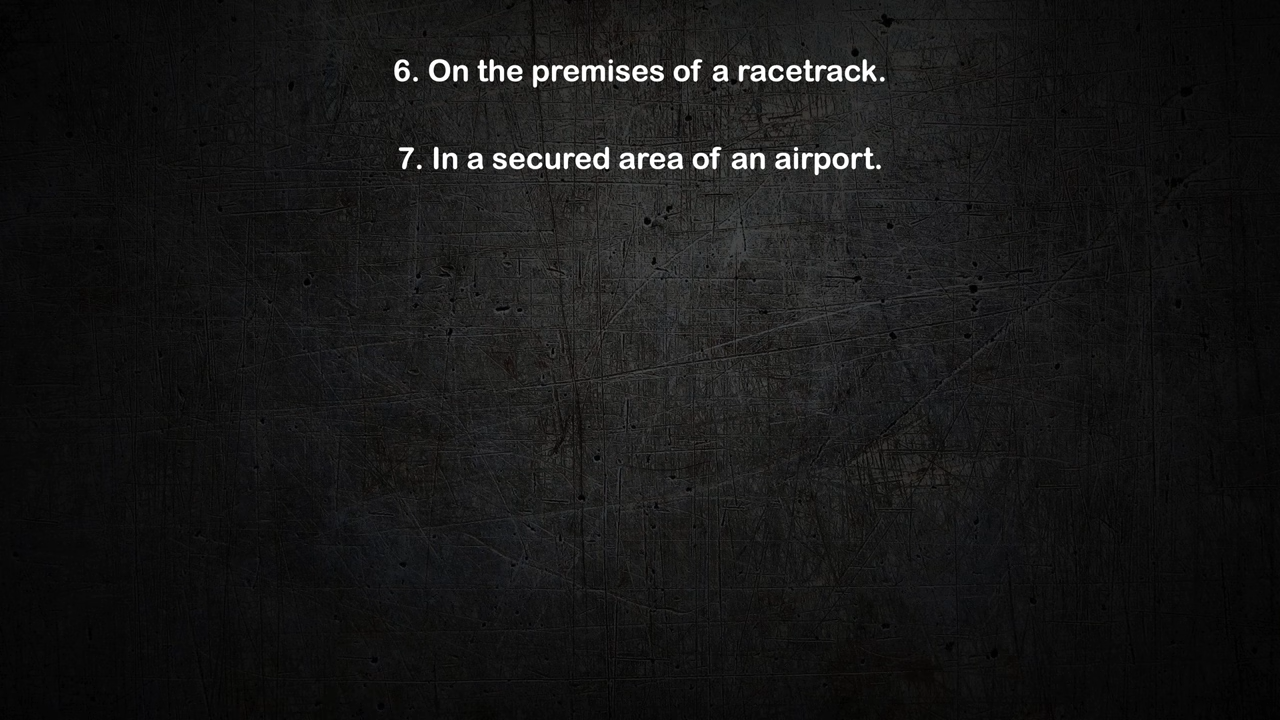 6. On the premises of a racetrack.
7. In a secured area of an airport.